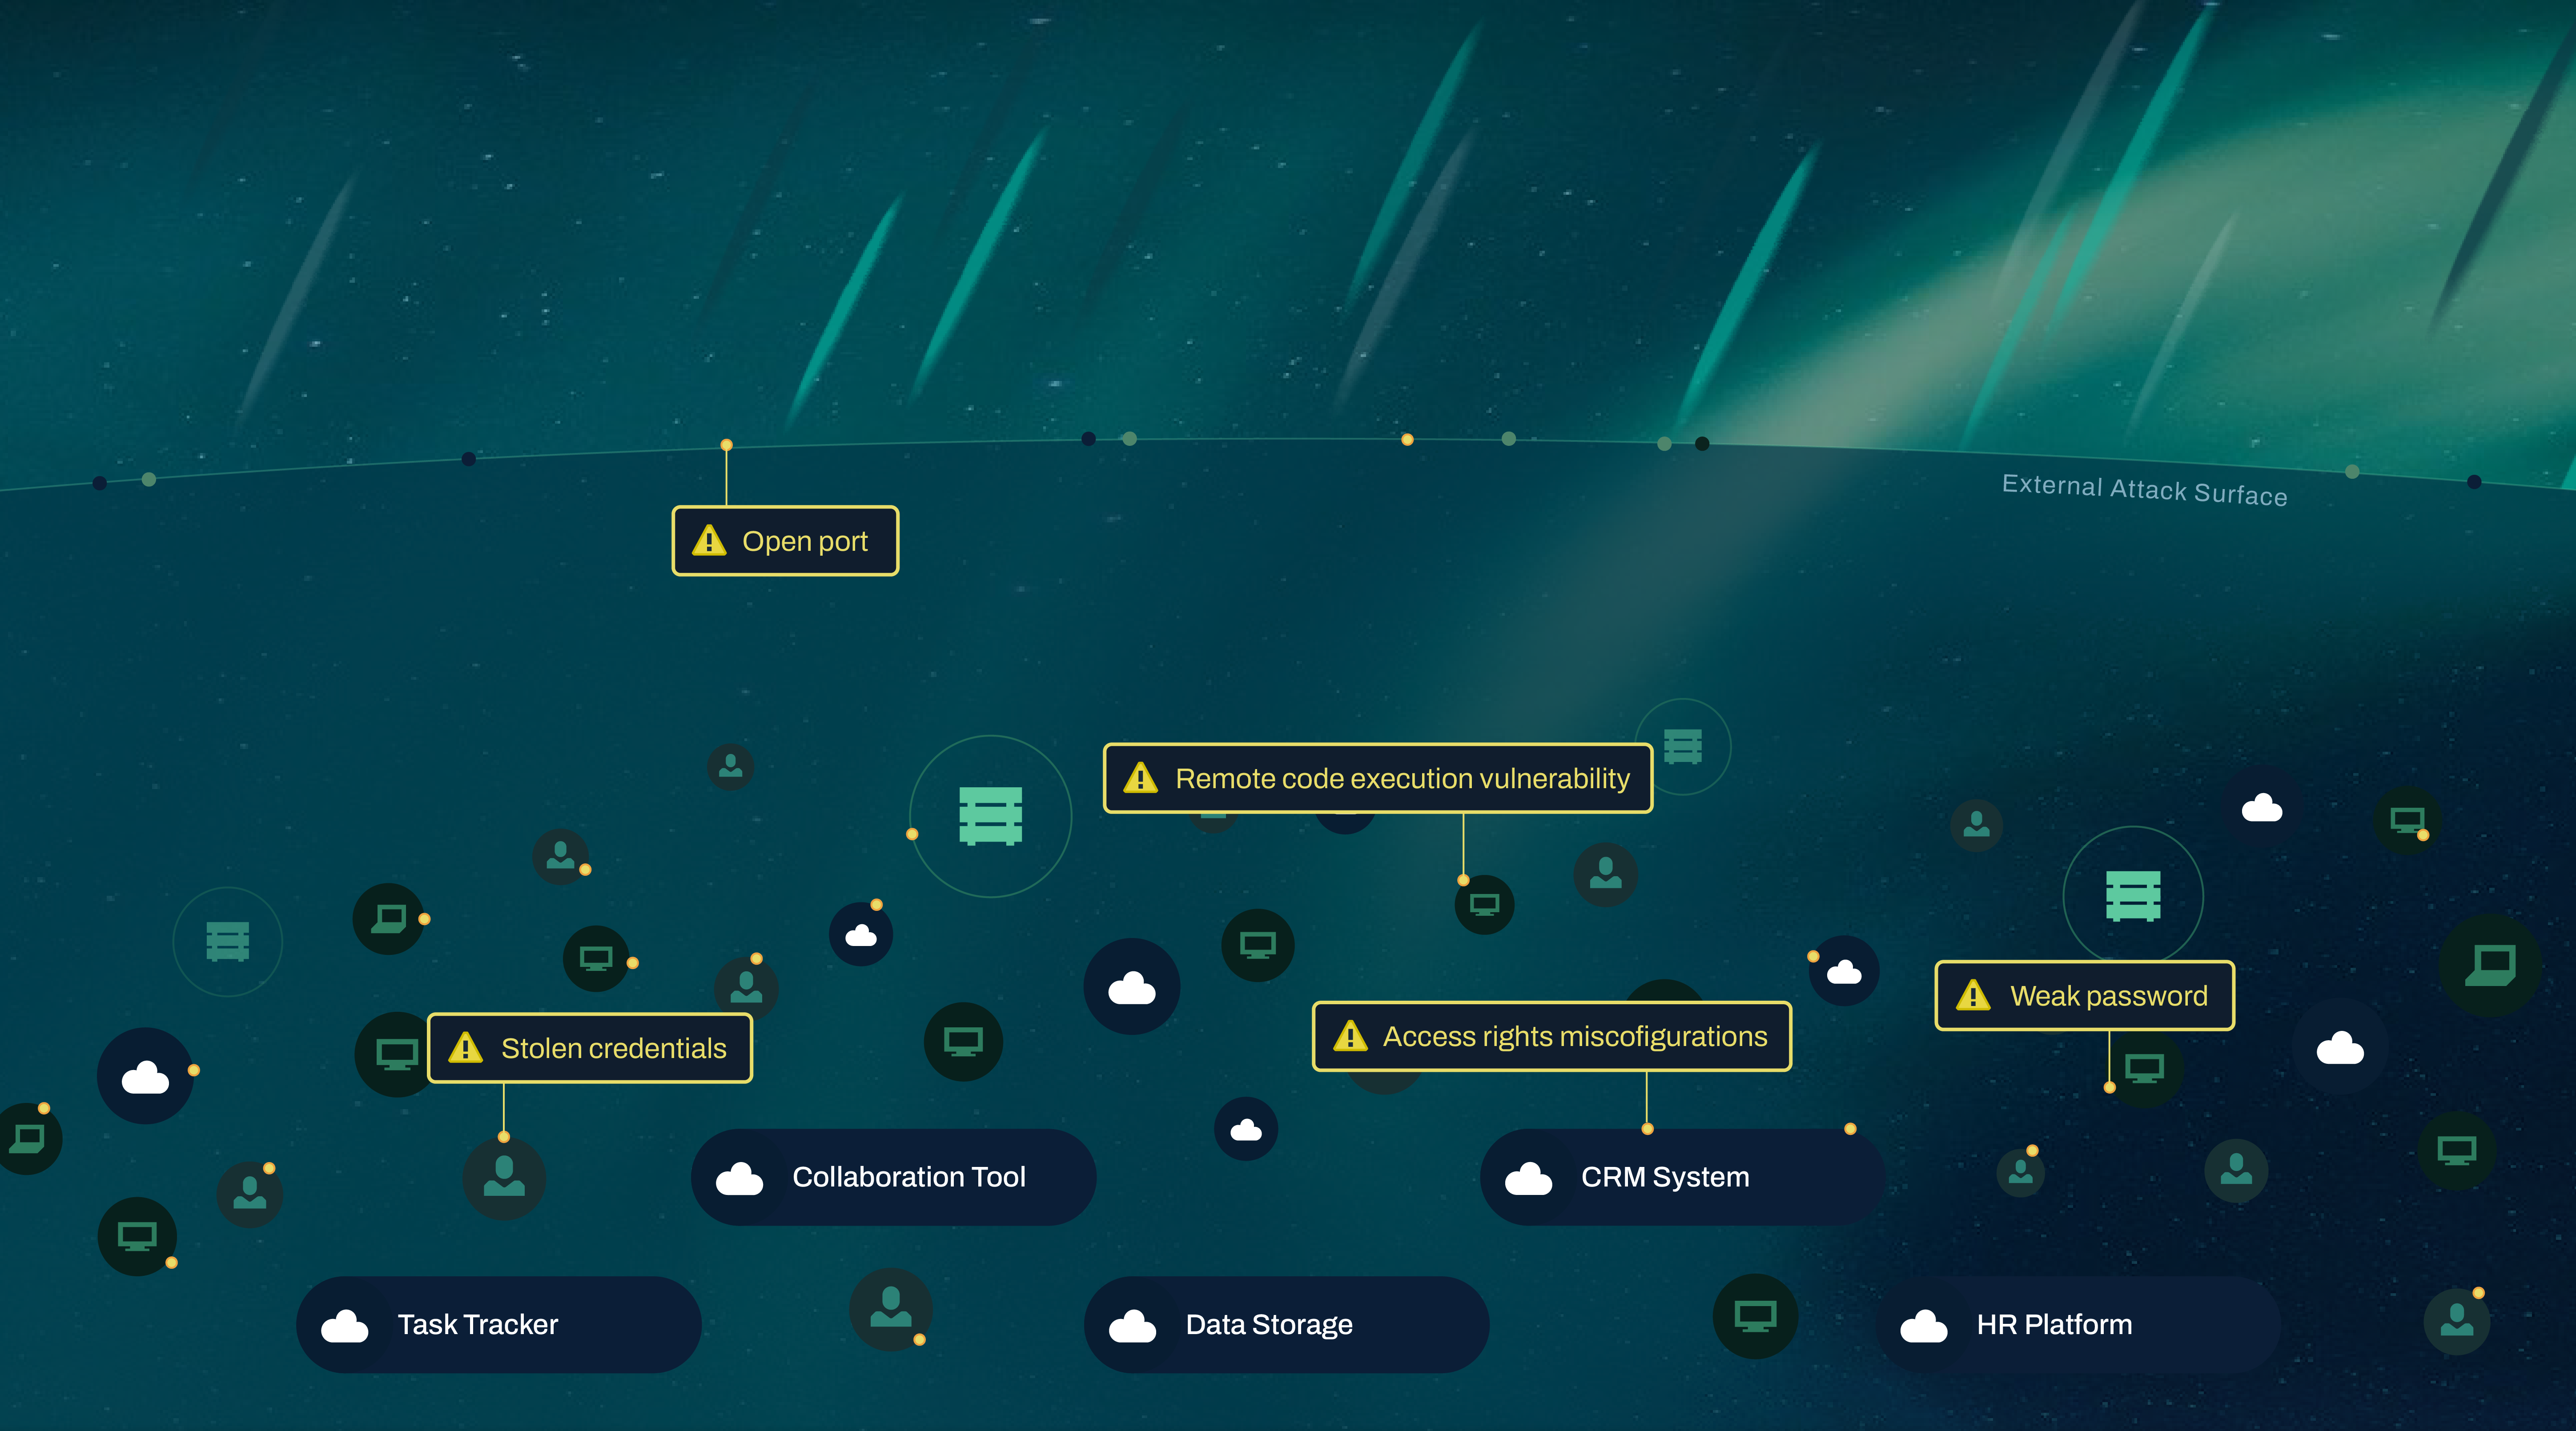 External Attack Surface
Open port
Remote code execution vulnerability
Weak password
Access rights miscofigurations
Stolen credentials
Collaboration Tool
CRM System
Task Tracker
Data Storage
HR Platform